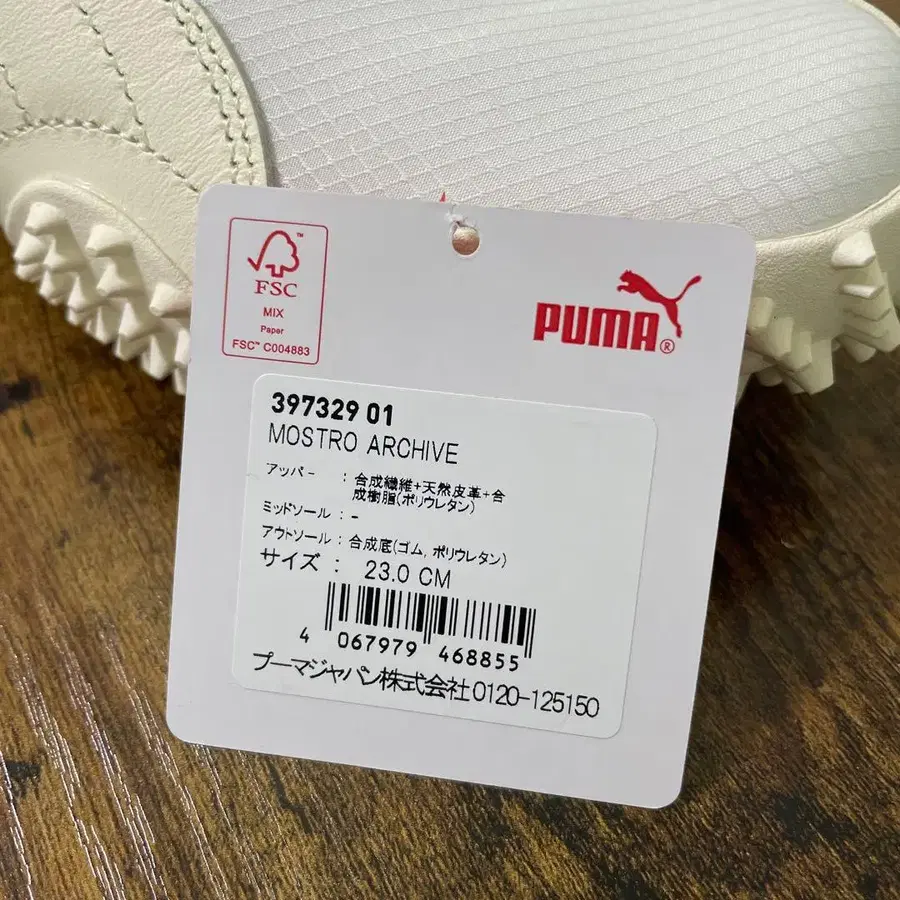 FSC™
MIX
Paper
FSC™ C004883
PUMA®
397329 01
MOSTRO ARCHIVE
アッパー : 合成繊維+天然皮革+合
成樹脂(ポリウレタン)
ミッドソール : -
アウトソール : 合成底(ゴム, ポリウレタン)
サイズ : 23.0 CM
4 067979 468855
プーマジャパン株式会社0120-125150